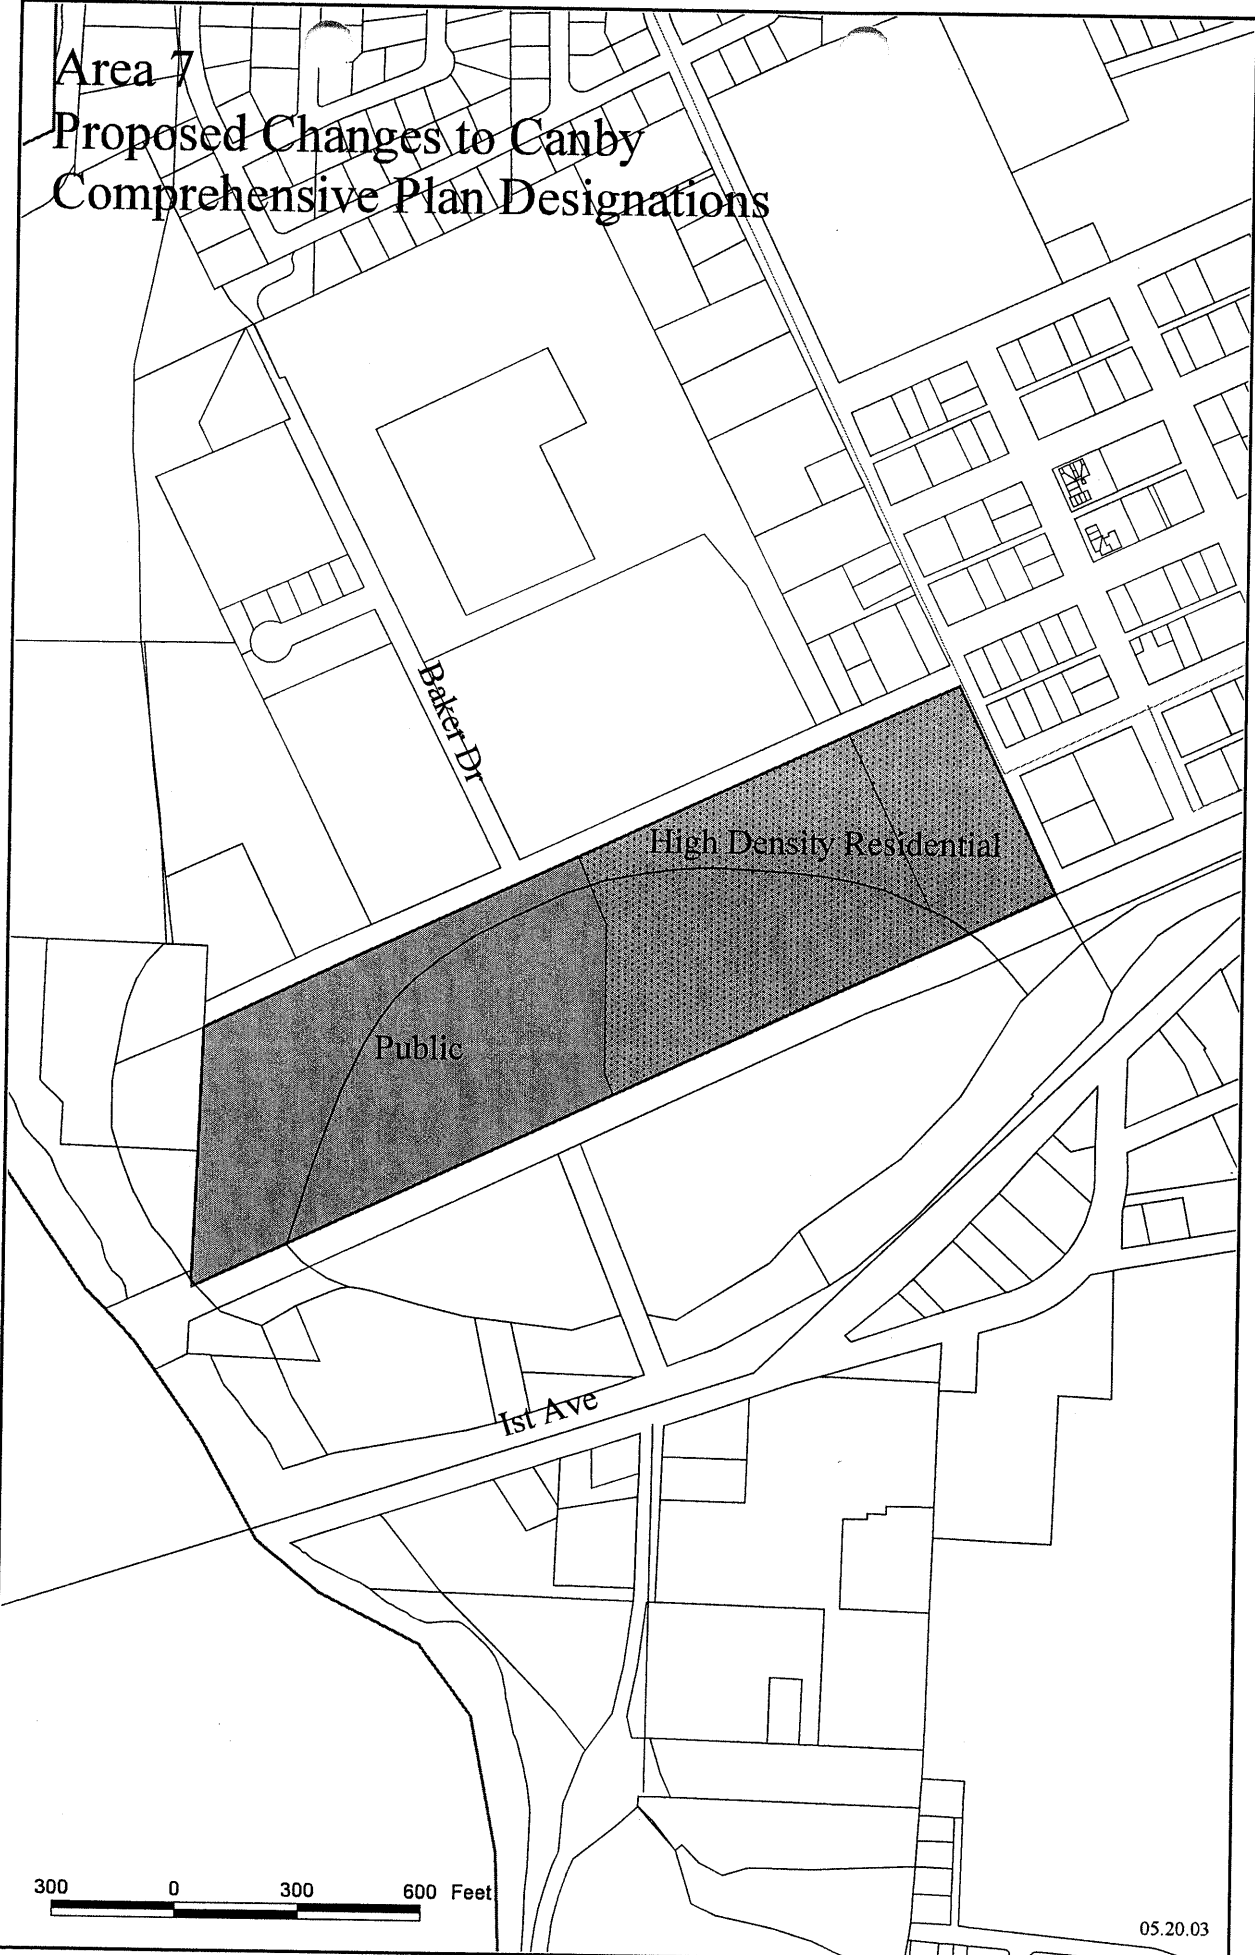 Area 7
Proposed Changes to Canby
Comprehensive Plan Designations
Baker Dr
High Density Residential
Public
1st Ave
300 0 300 600 Feet
05.20.03